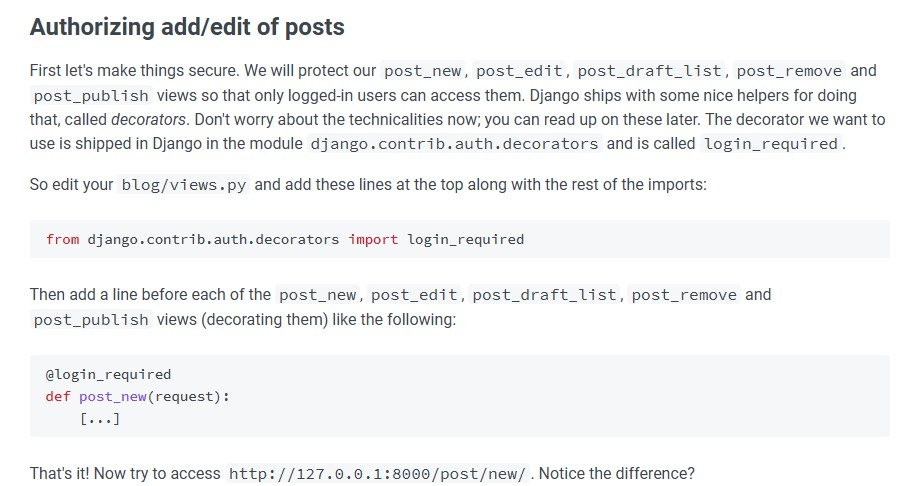 Authorizing add/edit of posts
First let's make things secure. We will protect our post_new, post_edit, post_draft_list, post_remove and
post_publish views so that only logged-in users can access them. Django ships with some nice helpers for doing
that, called decorators. Don't worry about the technicalities now; you can read up on these later. The decorator we want to
use is shipped in Django in the module django.contrib.auth.decorators and is called login_required.
So edit your blog/views.py and add these lines at the top along with the rest of the imports:
from django.contrib.auth.decorators import login_required
Then add a line before each of the post_new, post_edit, post_draft_list, post_remove and
post_publish views (decorating them) like the following:
@login_required
def post_new(request):
    [...]
That's it! Now try to access http://127.0.0.1:8000/post/new/. Notice the difference?